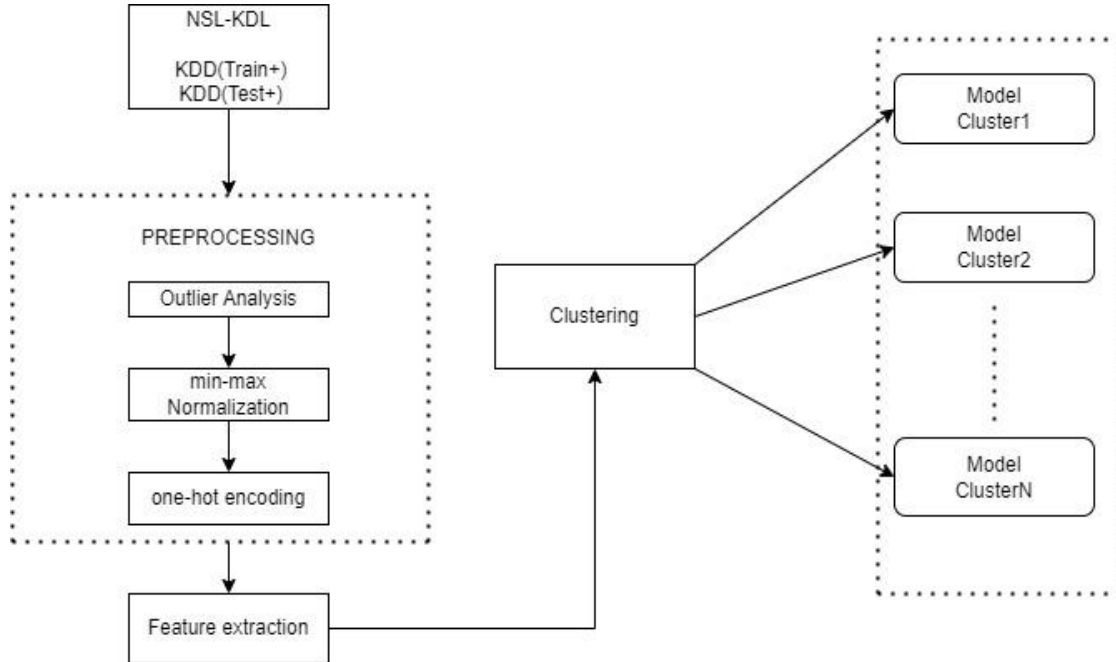 NSL-KDL
KDD(Train+)
KDD(Test+)
PREPROCESSING
Outlier Analysis
min-max
Normalization
one-hot encoding
Feature extraction
Clustering
Model
Cluster1
Model
Cluster2
Model
ClusterN